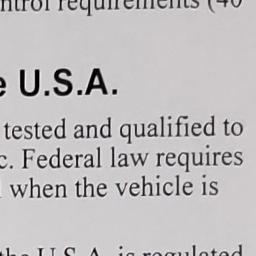 ntrol requirements (40
e U.S.A.
tested and qualified to
c. Federal law requires
when the vehicle is
the U.S.A. is regulated